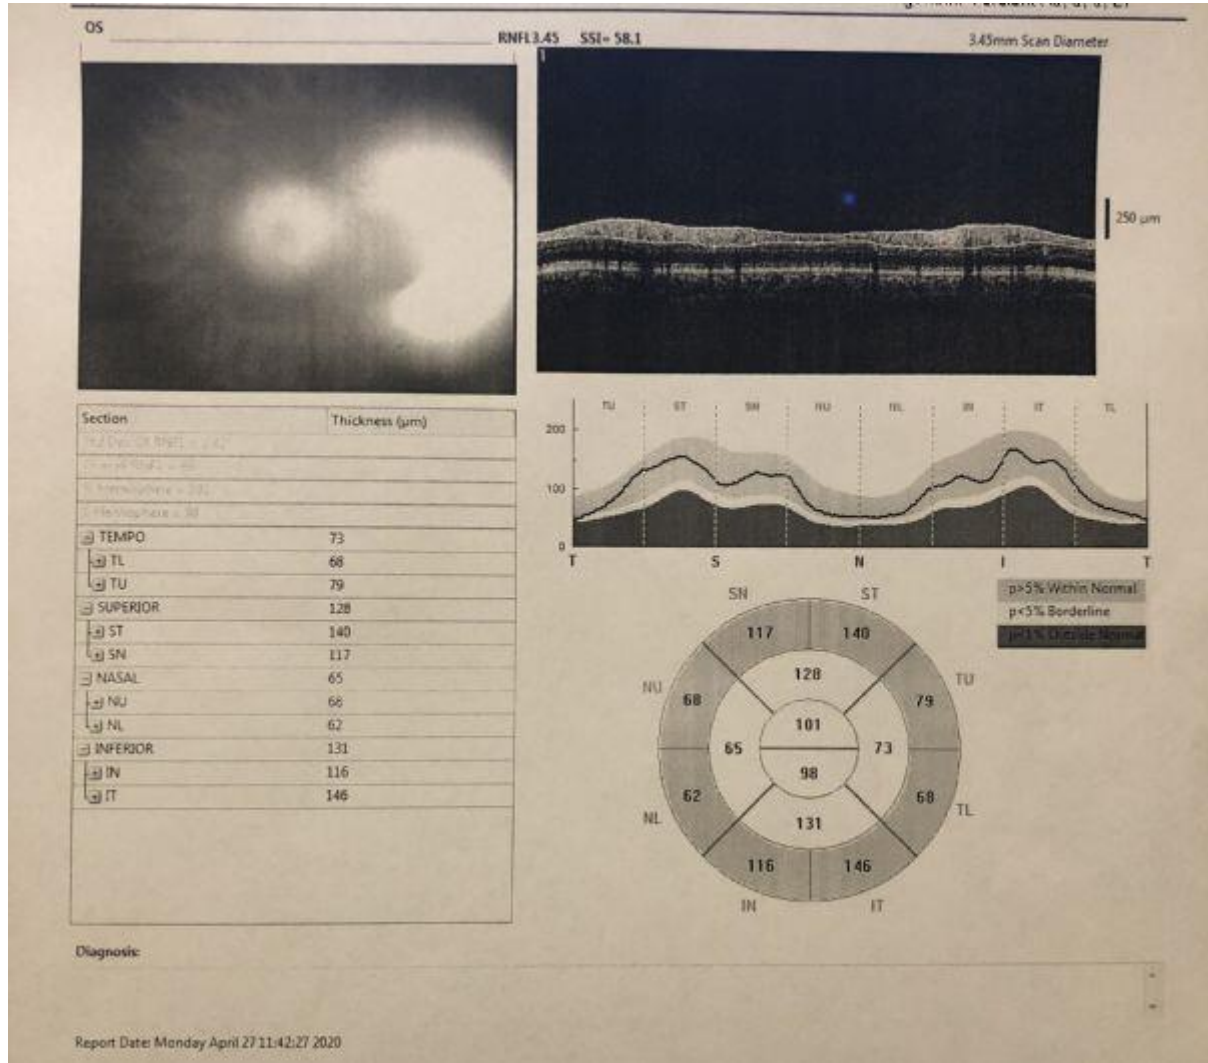 OS
RNFL3.45 SSI= 58.1
3.45mm Scan Diameter
1
250 µm
Section Thickness (µm)
TEMPO 73
TL 68
TU 79
SUPERIOR 128
ST 140
SN 117
NASAL 65
NU 68
NL 62
INFERIOR 131
IN 116
IT 146
TU ST SN NU NL IN IT TL
200
100
0
T S N I T
p>5% Within Normal
p<5% Borderline
p<1% Outside Normal
SN ST
117 140
128
NU TU
68 79
101
65 73
98
62 68
NL TL
131
116 146
IN IT
Diagnosis:
Report Date: Monday April 27 11:42:27 2020